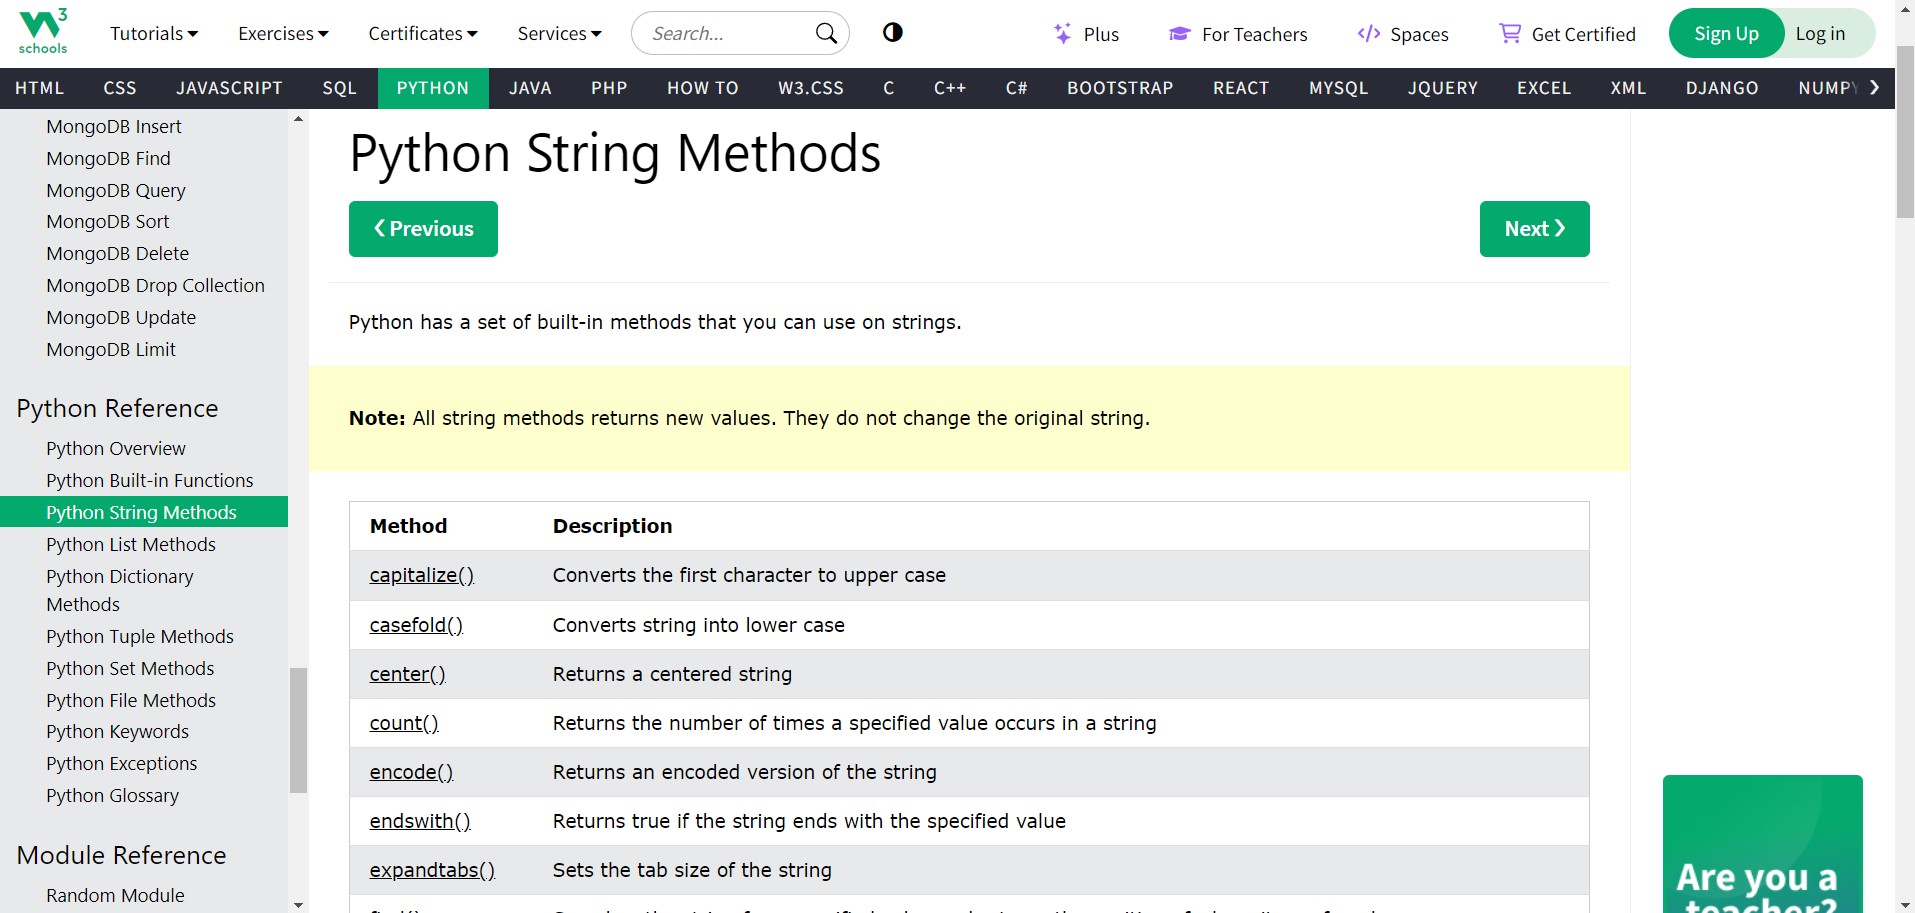 3
schools
Tutorials
Exercises
Certificates
Services
Search...
Plus
For Teachers
Spaces
Get Certified
Sign Up
Log in
HTML
CSS
JAVASCRIPT
SQL
PYTHON
JAVA
PHP
HOW TO
W3.CSS
C
C++
C#
BOOTSTRAP
REACT
MYSQL
JQUERY
EXCEL
XML
DJANGO
NUMPY
MongoDB Insert
MongoDB Find
MongoDB Query
MongoDB Sort
MongoDB Delete
MongoDB Drop Collection
MongoDB Update
MongoDB Limit
Python Reference
Python Overview
Python Built-in Functions
Python String Methods
Python List Methods
Python Dictionary
Methods
Python Tuple Methods
Python Set Methods
Python File Methods
Python Keywords
Python Exceptions
Python Glossary
Module Reference
Random Module
Python String Methods
❮ Previous
Next ❯
Python has a set of built-in methods that you can use on strings.
Note: All string methods returns new values. They do not change the original string.
Method Description
capitalize() Converts the first character to upper case
casefold() Converts string into lower case
center() Returns a centered string
count() Returns the number of times a specified value occurs in a string
encode() Returns an encoded version of the string
endswith() Returns true if the string ends with the specified value
expandtabs() Sets the tab size of the string
Are you a
teacher?